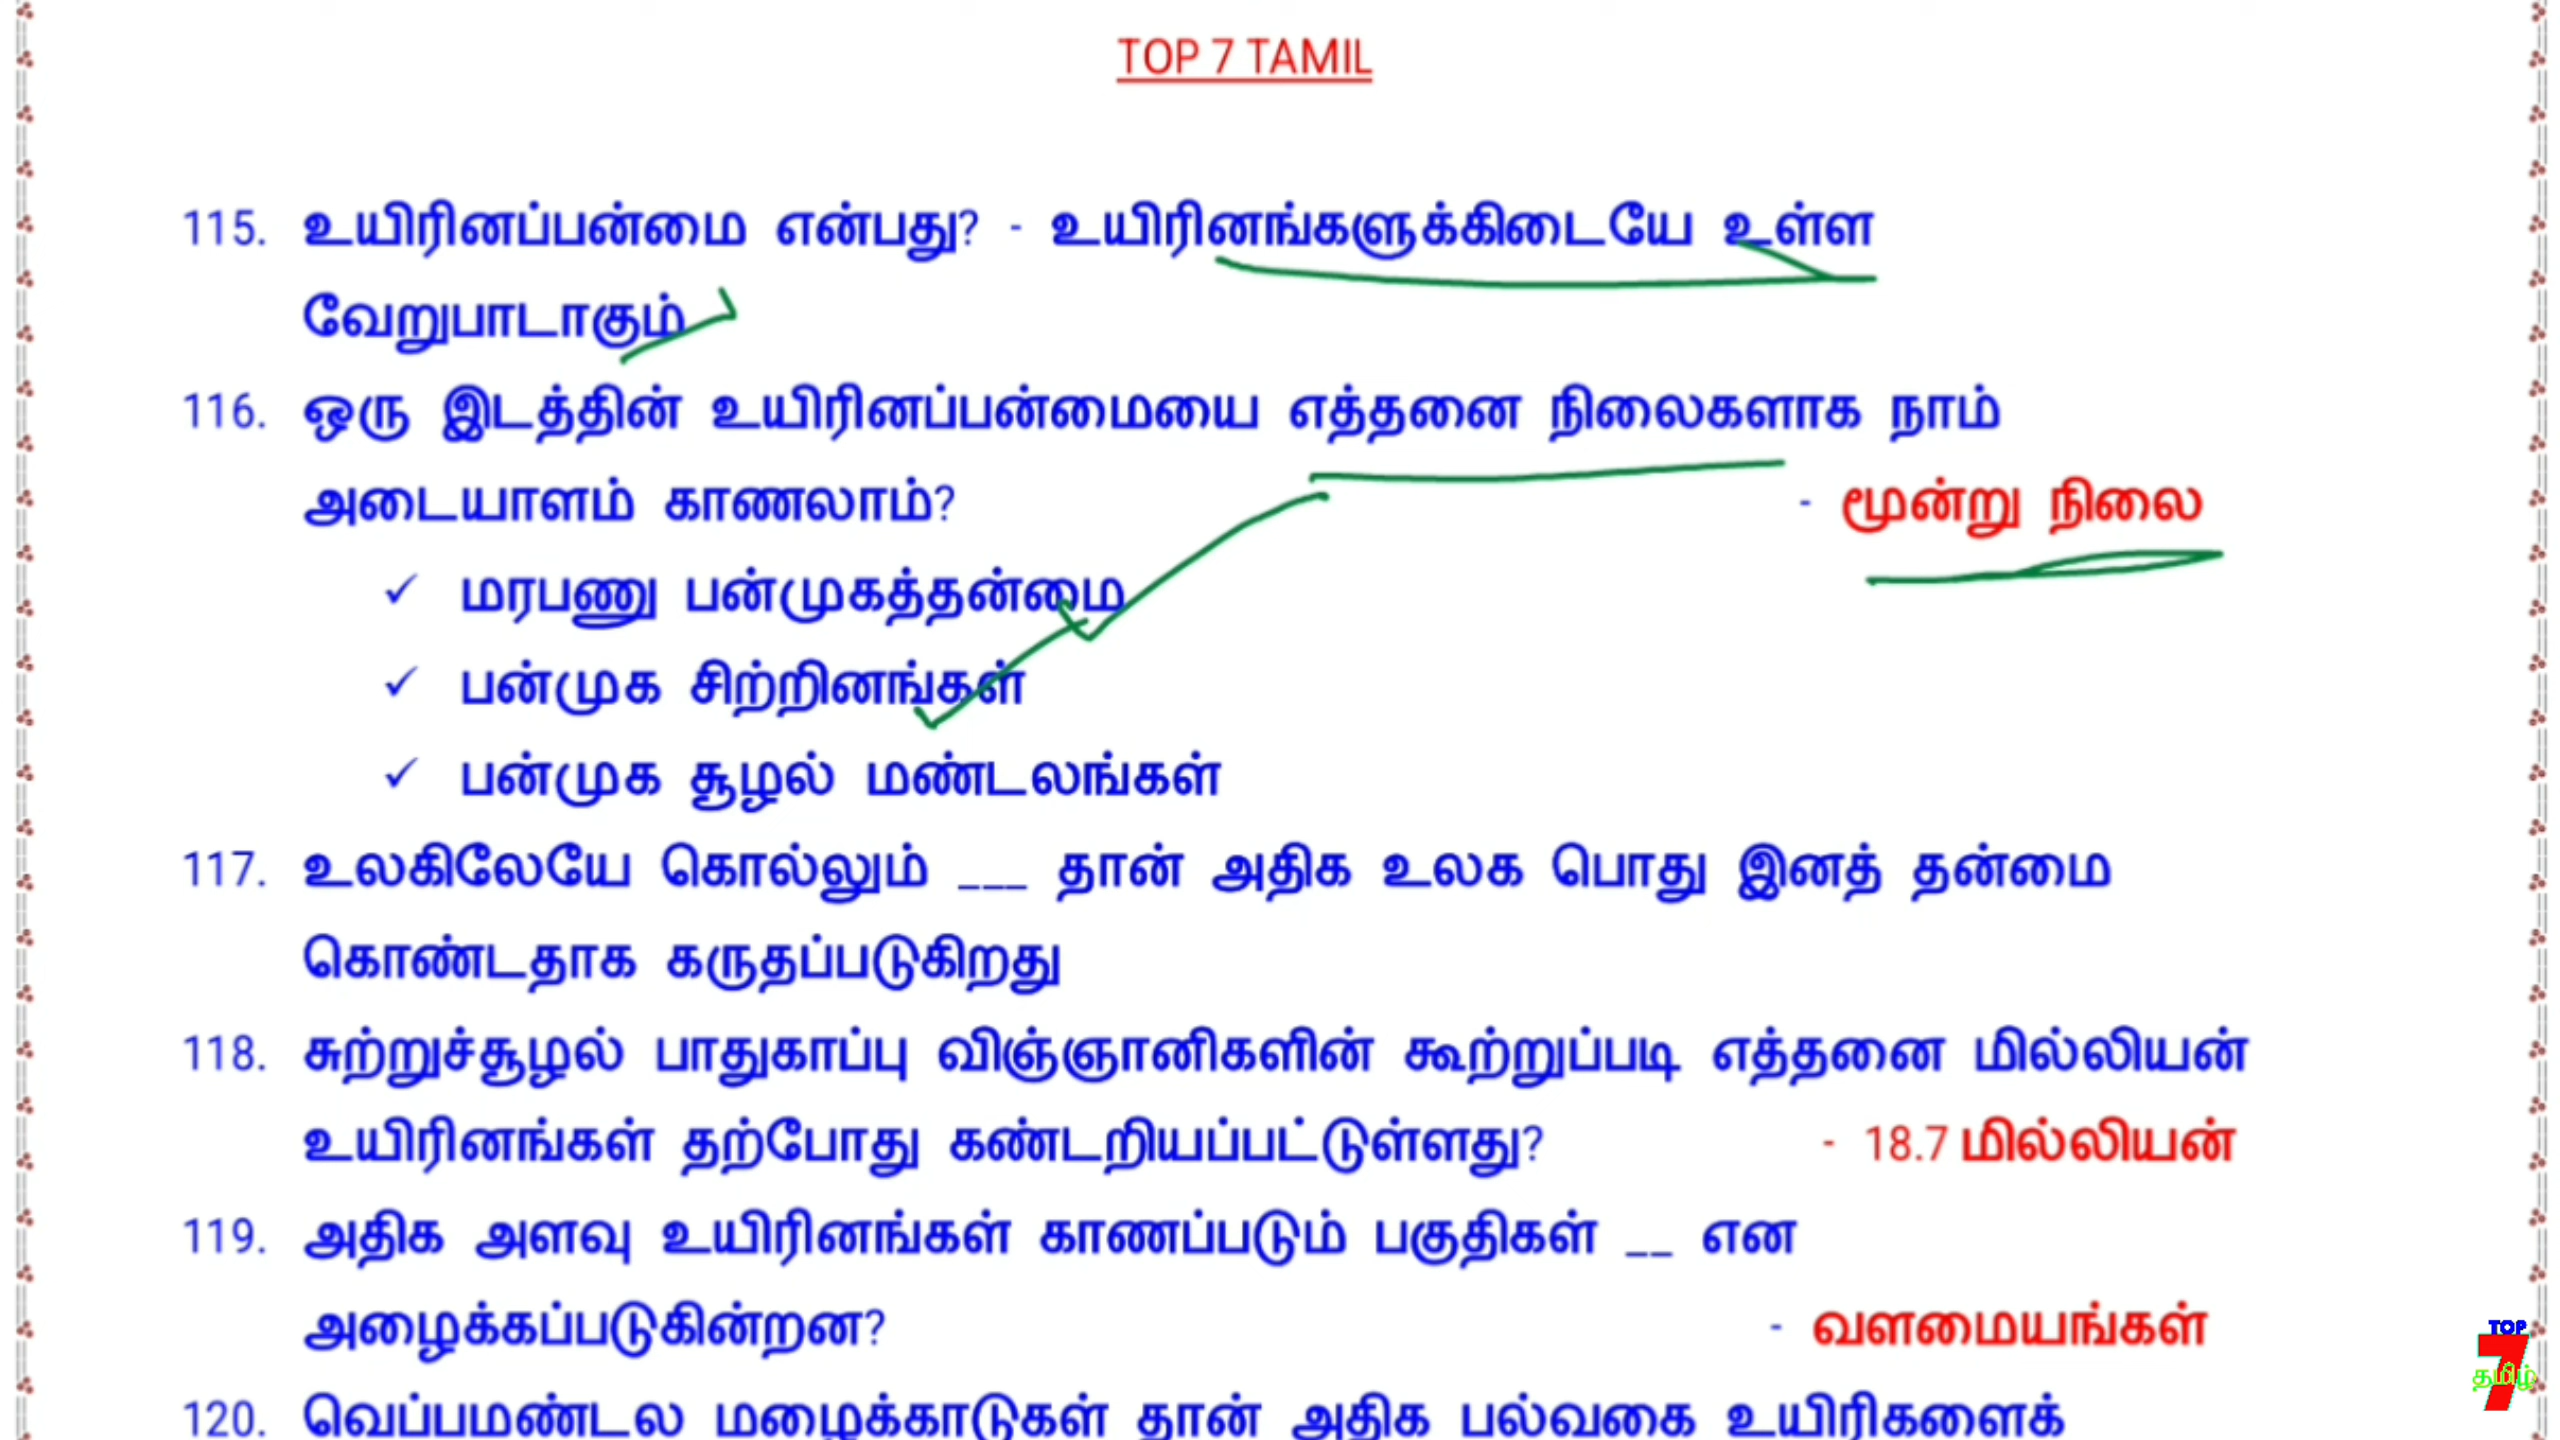 TOP 7 TAMIL
115. உயிரினப்பன்மை என்பது? - உயிரினங்களுக்கிடையே உள்ள
வேறுபாடாகும்
116. ஒரு இடத்தின் உயிரினப்பன்மையை எத்தனை நிலைகளாக நாம்
அடையாளம் காணலாம்? - மூன்று நிலை
✓ மரபணு பன்முகத்தன்மை
✓ பன்முக சிற்றினங்கள்
✓ பன்முக சூழல் மண்டலங்கள்
117. உலகிலேயே கொல்லும் ___ தான் அதிக உலக பொது இனத் தன்மை
கொண்டதாக கருதப்படுகிறது
118. சுற்றுச்சூழல் பாதுகாப்பு விஞ்ஞானிகளின் கூற்றுப்படி எத்தனை மில்லியன்
உயிரினங்கள் தற்போது கண்டறியப்பட்டுள்ளது? - 18.7 மில்லியன்
119. அதிக அளவு உயிரினங்கள் காணப்படும் பகுதிகள் __ என
அழைக்கப்படுகின்றன? - வளமையங்கள்
120. வெப்பமண்டல மழைக்காடுகள் தான் அதிக பல்வகை உயிரிகளைக்
TOP
7
தமிழ்